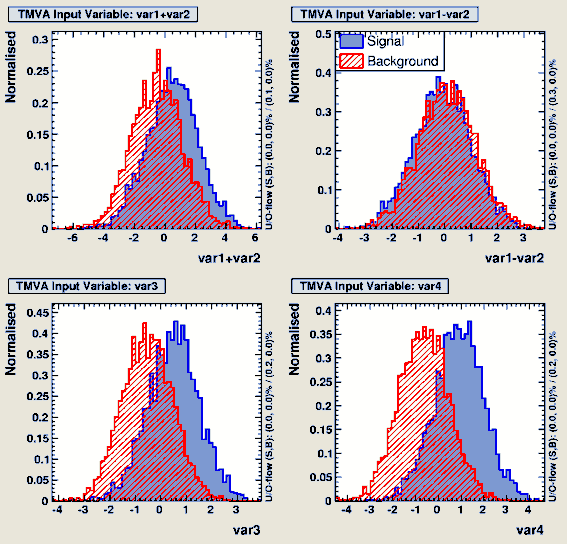 TMVA Input Variable: var1+var2
Normalised
0.3
0.25
0.2
0.15
0.1
0.05
0
-6 -4 -2 0 2 4 6
var1+var2
U/O-flow (S,B): (0.0, 0.0)% / (0.1, 0.0)%
TMVA Input Variable: var1-var2
Signal
Background
Normalised
0.5
0.4
0.3
0.2
0.1
0
-4 -3 -2 -1 0 1 2 3
var1-var2
U/O-flow (S,B): (0.0, 0.0)% / (0.3, 0.0)%
TMVA Input Variable: var3
Normalised
0.45
0.4
0.35
0.3
0.25
0.2
0.15
0.1
0.05
0
-4 -3 -2 -1 0 1 2 3
var3
U/O-flow (S,B): (0.0, 0.0)% / (0.2, 0.0)%
TMVA Input Variable: var4
Normalised
0.4
0.35
0.3
0.25
0.2
0.15
0.1
0.05
0
-4 -3 -2 -1 0 1 2 3 4
var4
U/O-flow (S,B): (0.0, 0.0)% / (0.2, 0.0)%